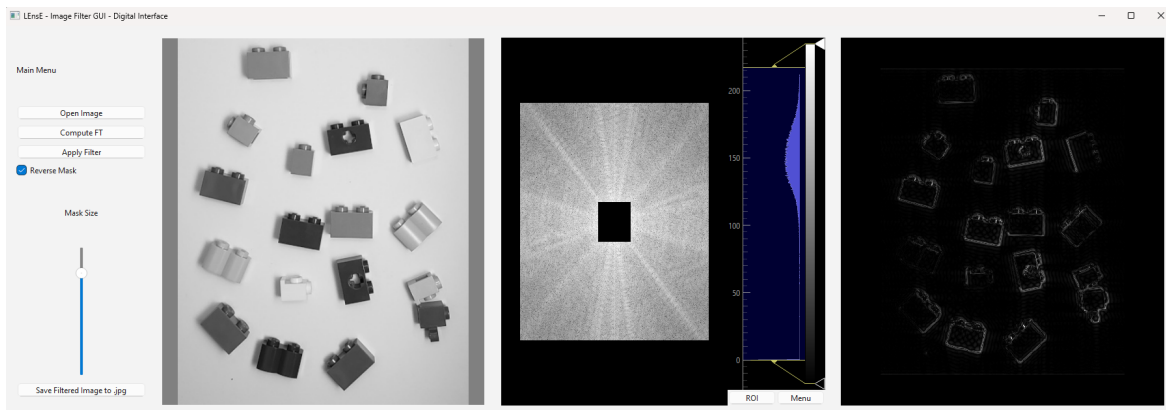 LEnsE - Image Filter GUI - Digital Interface
Main Menu
Open Image
Compute FT
Apply Filter
Reverse Mask
Mask Size
Save Filtered Image to .jpg
200
150
100
50
0
ROI
Menu